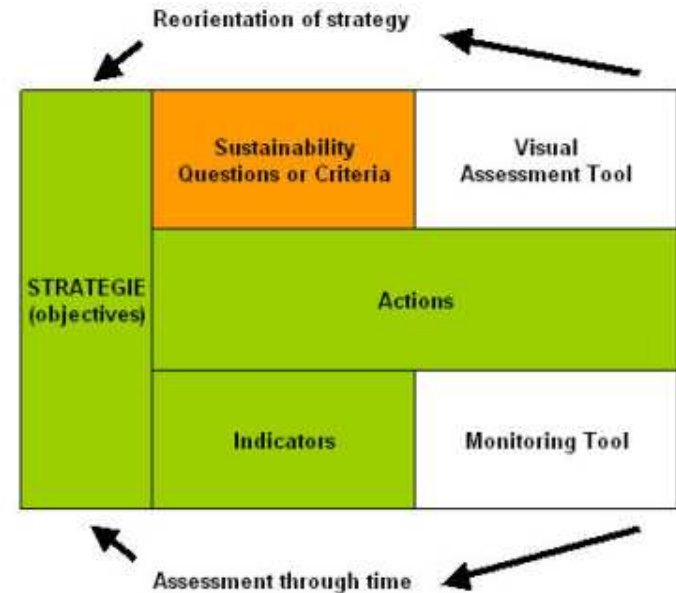 Reorientation of strategy
Sustainability
Questions or Criteria
Visual
Assessment Tool
STRATEGIE
(objectives)
Actions
Indicators
Monitoring Tool
Assessment through time